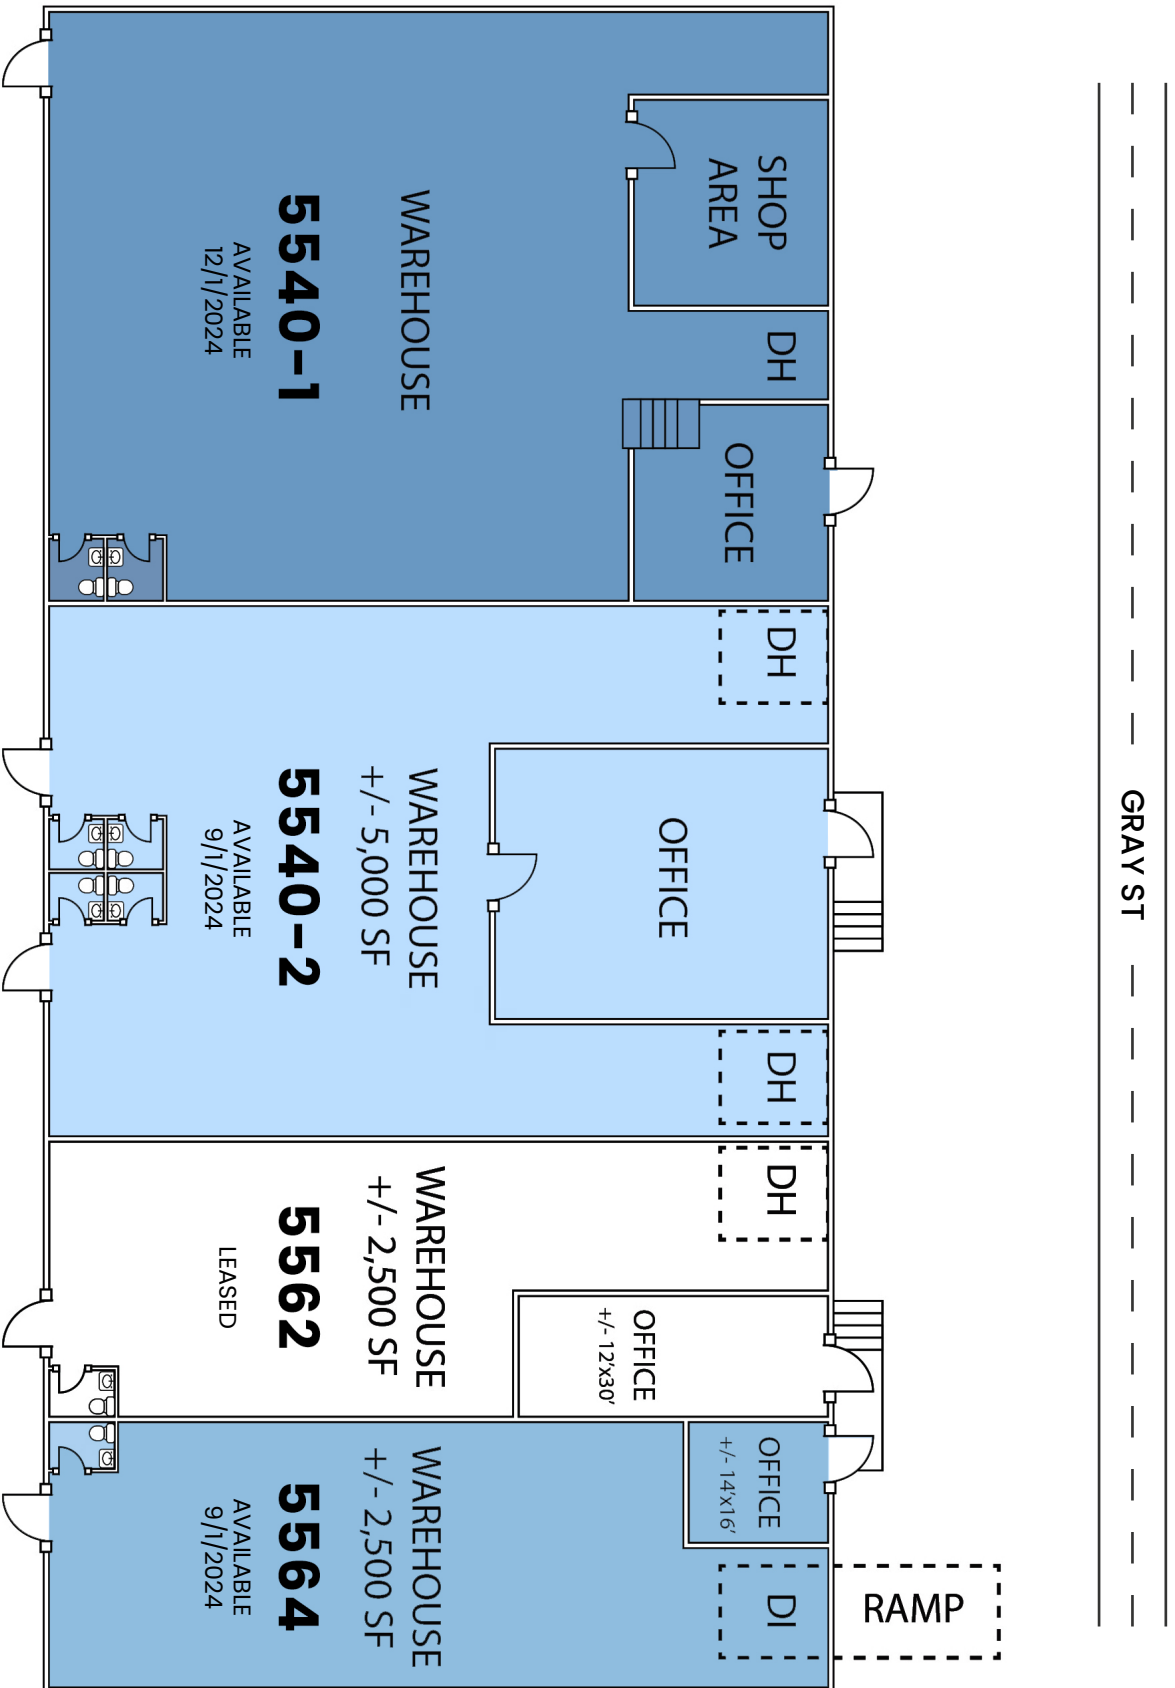 SHOP
AREA
WAREHOUSE
5540-1
AVAILABLE
12/1/2024
DH
OFFICE
DH
WAREHOUSE
+/- 5,000 SF
5540-2
AVAILABLE
9/1/2024
OFFICE
DH
GRAY ST
DH
WAREHOUSE
+/- 2,500 SF
5562
LEASED
OFFICE
+/- 12'x30'
OFFICE
+/- 14'x16'
WAREHOUSE
+/- 2,500 SF
5564
AVAILABLE
9/1/2024
DI
RAMP